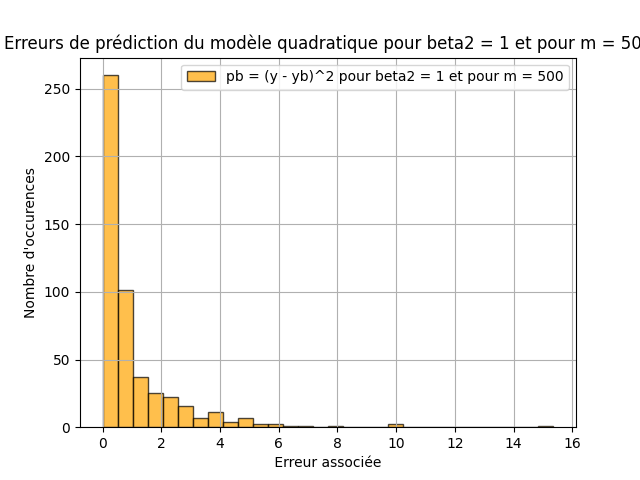 Erreurs de prédiction du modèle quadratique pour beta2 = 1 et pour m = 50
pb = (y - yb)^2 pour beta2 = 1 et pour m = 500
Nombre d'occurences
250
200
150
100
50
0
0 2 4 6 8 10 12 14 16
Erreur associée